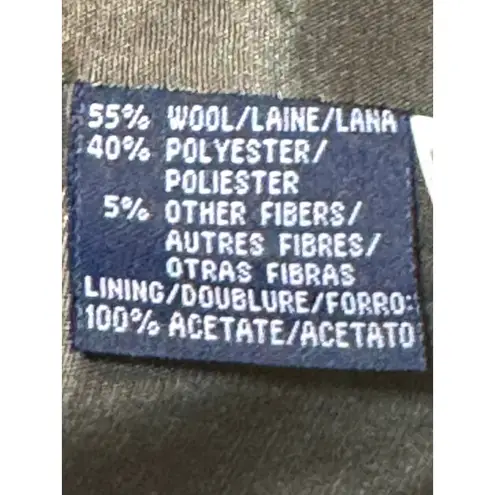 55% WOOL/LAINE/LANA
40% POLYESTER/
POLIESTER
5% OTHER FIBERS/
AUTRES FIBRES/
OTRAS FIBRAS
LINING/DOUBLURE/FORRO:
100% ACETATE/ACETATO